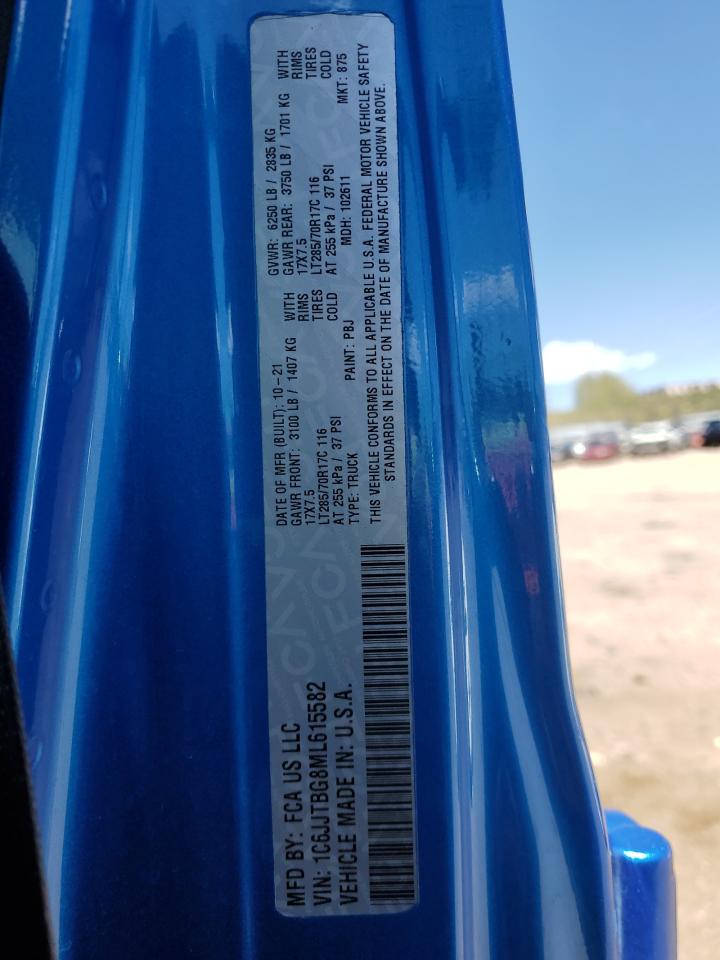 MFD BY: FCA US LLC
VIN: 1C6JJTBG8ML615582
VEHICLE MADE IN: U.S.A.
DATE OF MFR (BUILT): 10-21
GAWR FRONT: 3100 LB / 1407 KG WITH
17X7.5 RIMS
LT285/70R17C 116 TIRES
AT 255 kPa / 37 PSI COLD
TYPE: TRUCK PAINT: PBJ
GVWR: 6250 LB / 2835 KG
GAWR REAR: 3750 LB / 1701 KG WITH
17X7.5 RIMS
LT285/70R17C 116 TIRES
AT 255 kPa / 37 PSI COLD
MDH: 102611 MKT: 875
THIS VEHICLE CONFORMS TO ALL APPLICABLE U.S.A. FEDERAL MOTOR VEHICLE SAFETY
STANDARDS IN EFFECT ON THE DATE OF MANUFACTURE SHOWN ABOVE.